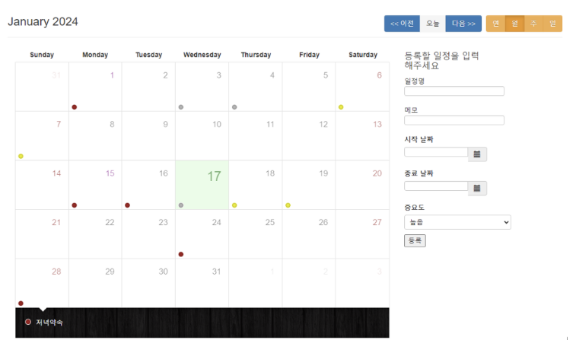 January 2024
<< 이전 오늘 다음 >> 년 월 주 일
Sunday Monday Tuesday Wednesday Thursday Friday Saturday
31 1 2 3 4 5 6
7 8 9 10 11 12 13
14 15 16 17 18 19 20
21 22 23 24 25 26 27
28 29 30 31 1 2 3
저녁약속
등록할 일정을 입력
해주세요
일정명
메모
시작 날짜
종료 날짜
중요도
높음
등록